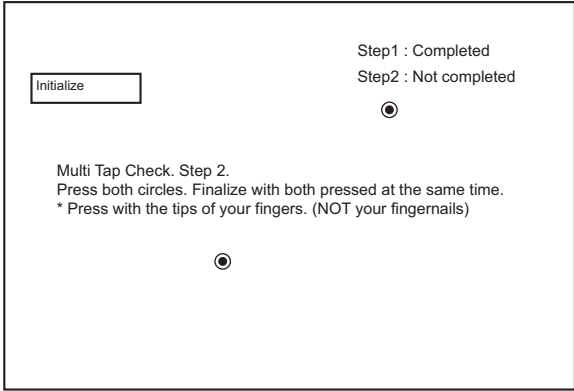 Step1 : Completed
Step2 : Not completed
Initialize
Multi Tap Check. Step 2.
Press both circles. Finalize with both pressed at the same time.
* Press with the tips of your fingers. (NOT your fingernails)